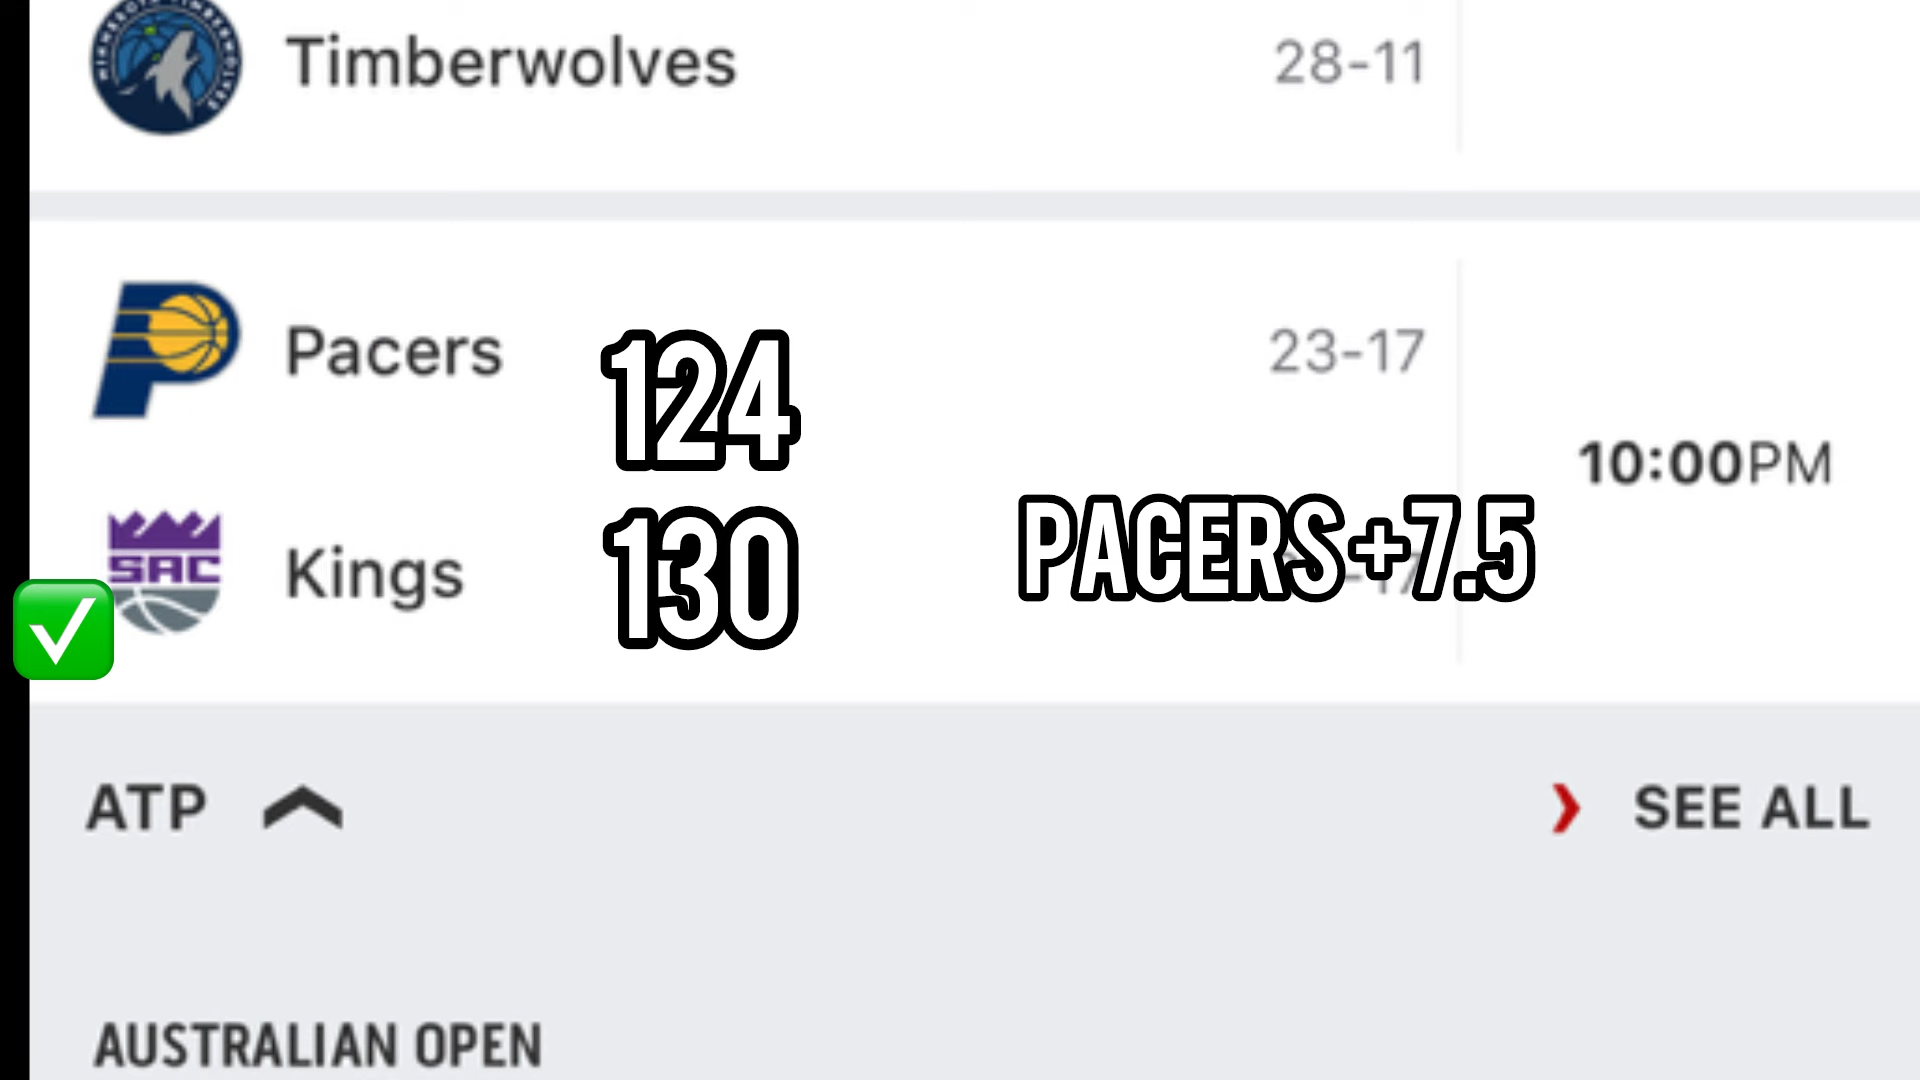 Timberwolves 28-11
Pacers 23-17
124
10:00PM
PACERS +7.5
SAC
Kings
130
ATP SEE ALL
AUSTRALIAN OPEN